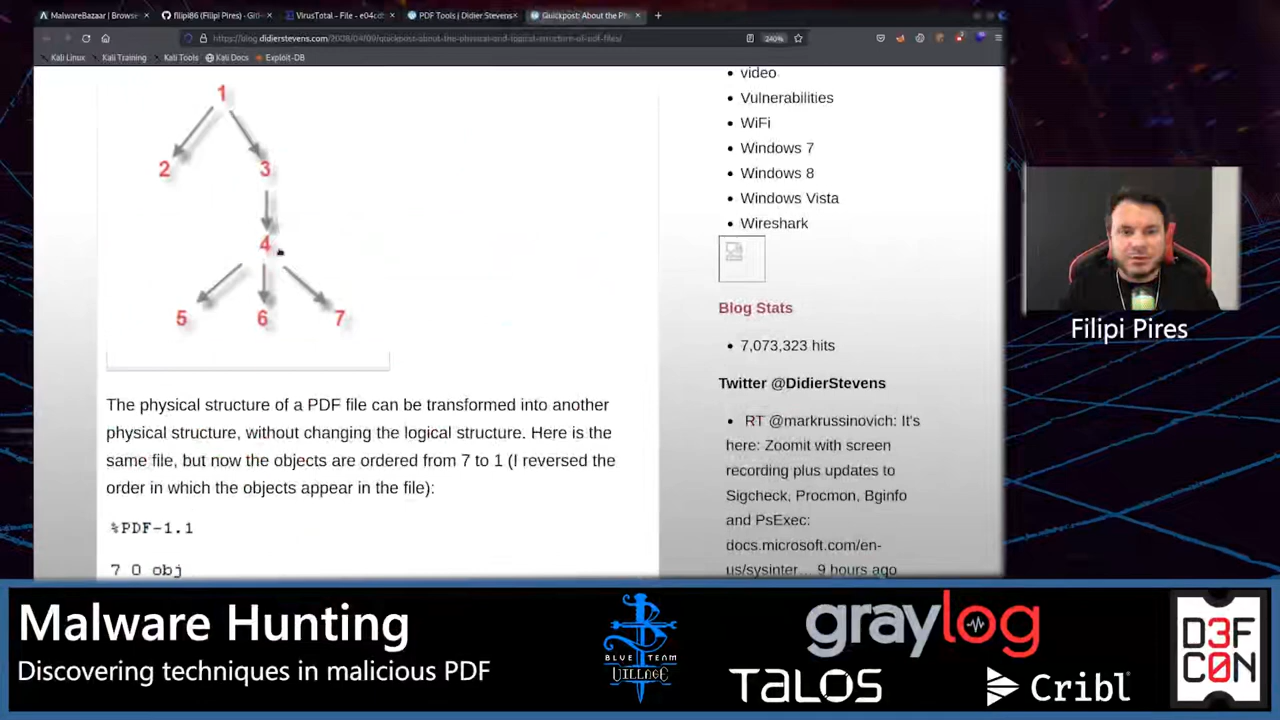 MalwareBazaar | Browse
filipi86 (Filipi Pires) · Git
VirusTotal - File - e04cd
PDF Tools | Didier Stevens
Quickpost: About the Ph
https://blog.didierstevens.com/2008/04/09/quickpost-about-the-physical-and-logical-structure-of-pdf-files/
240%
Kali Linux
Kali Training
Kali Tools
Kali Docs
Exploit-DB
1
2
3
4
5
6
7
The physical structure of a PDF file can be transformed into another
physical structure, without changing the logical structure. Here is the
same file, but now the objects are ordered from 7 to 1 (I reversed the
order in which the objects appear in the file):
%PDF-1.1
7 0 obj
video
• Vulnerabilities
• WiFi
• Windows 7
• Windows 8
• Windows Vista
• Wireshark
Blog Stats
• 7,073,323 hits
Twitter @DidierStevens
• RT @markrussinovich: It's
here: Zoomit with screen
recording plus updates to
Sigcheck, Procmon, Bginfo
and PsExec:
docs.microsoft.com/en-
us/sysinter... 9 hours ago
Filipi Pires
Malware Hunting
Discovering techniques in malicious PDF
BLUE TEAM
VILLAGE
graylog
TALOS
Cribl
D3F
C0N